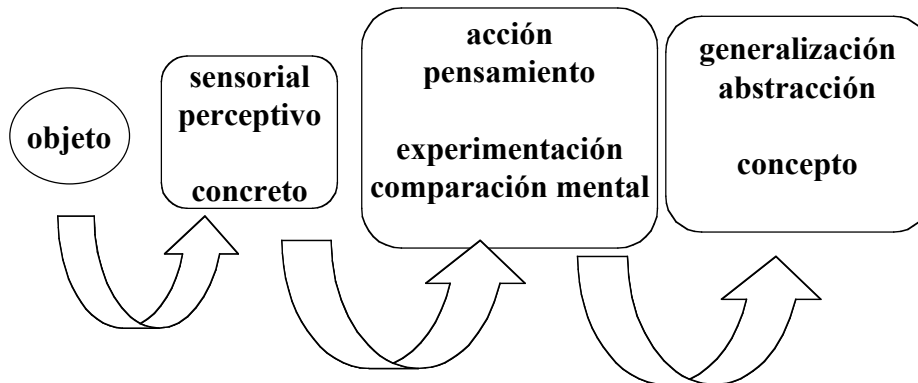 objeto
sensorial
perceptivo
concreto
acción
pensamiento
experimentación
comparación mental
generalización
abstracción
concepto